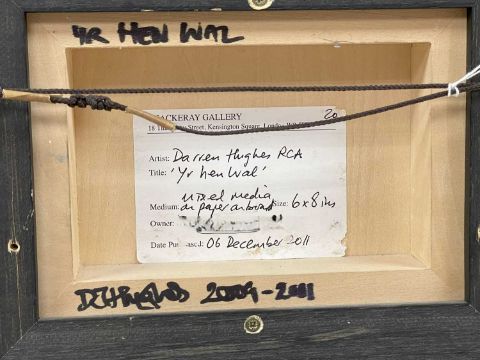 YR HEN WAL
THACKERAY GALLERY 20
18 Street, Kensington Square, London
Artist: Darren Hughes RCA
Title: 'Yr hen Wal'
Medium: Mixed Media on paper on board Size: 6x8 ins
Owner:
Date Purchased: 06 December 2011
DHUGHES 2009-2011